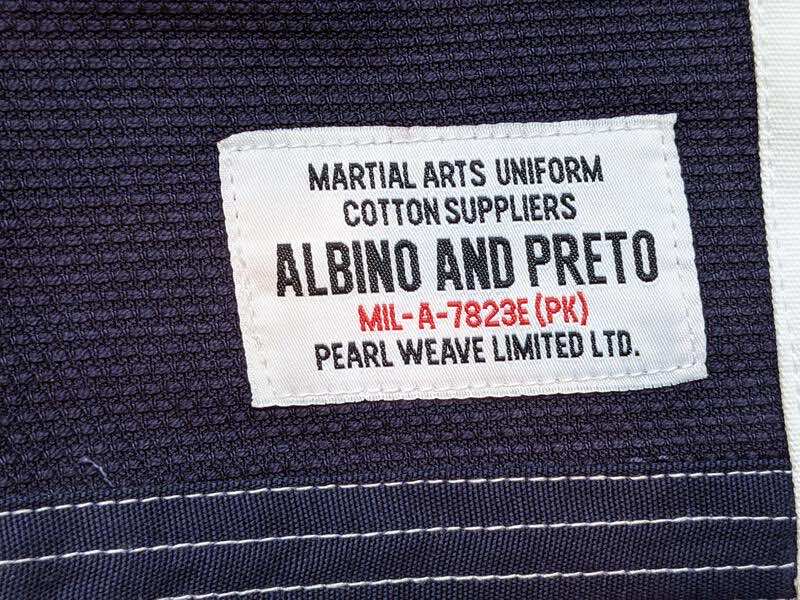 MARTIAL ARTS UNIFORM
COTTON SUPPLIERS
ALBINO AND PRETO
MIL-A-7823E (PK)
PEARL WEAVE LIMITED LTD.